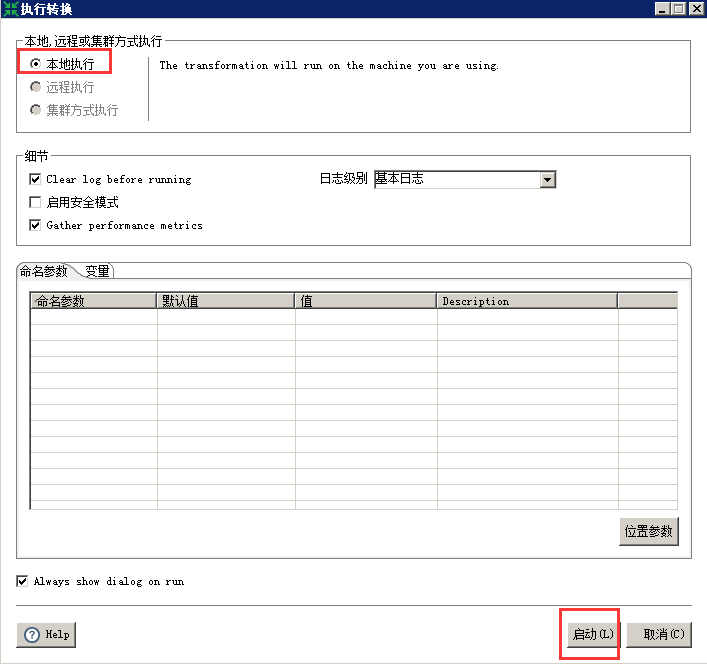 执行转换
本地,远程或集群方式执行
本地执行
The transformation will run on the machine you are using.
远程执行
集群方式执行
细节
Clear log before running
日志级别 基本日志
启用安全模式
Gather performance metrics
命名参数 变量
命名参数 默认值 值 Description
位置参数
Always show dialog on run
Help 启动(L) 取消(C)